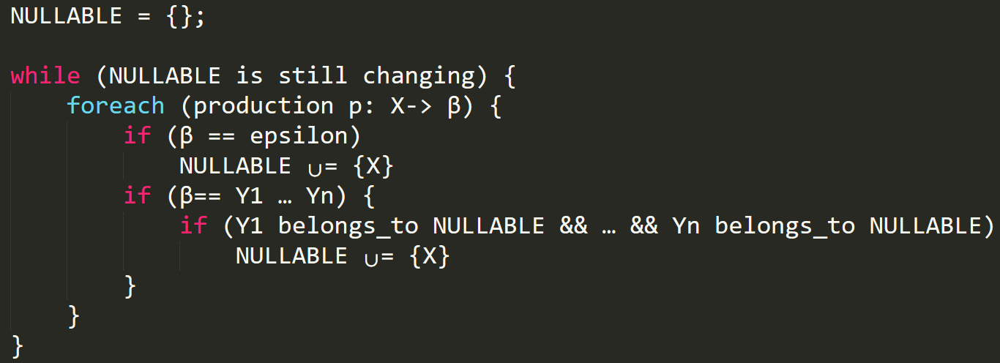 NULLABLE = {};
while (NULLABLE is still changing) {
foreach (production p: X-> β) {
if (β == epsilon)
NULLABLE ∪= {X}
if (β== Y1 … Yn) {
if (Y1 belongs_to NULLABLE && … && Yn belongs_to NULLABLE)
NULLABLE ∪= {X}
}
}
}